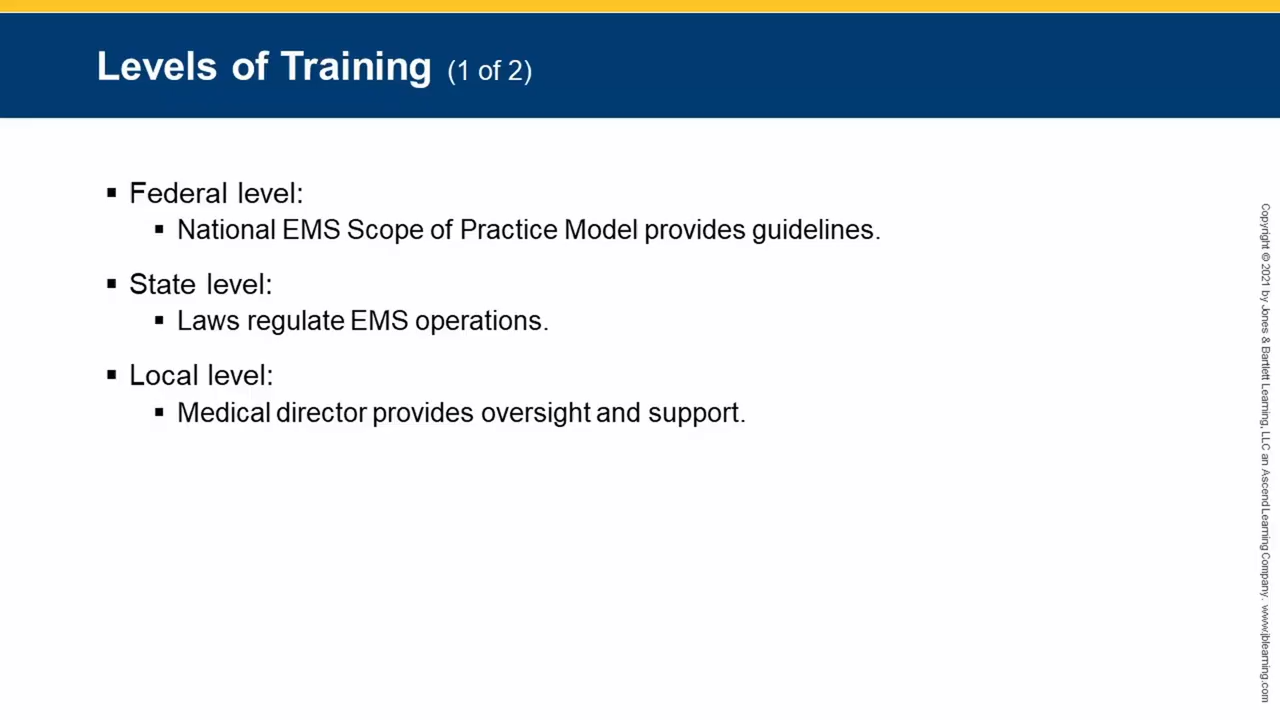 Levels of Training (1 of 2)
▪ Federal level:
▪ National EMS Scope of Practice Model provides guidelines.
▪ State level:
▪ Laws regulate EMS operations.
▪ Local level:
▪ Medical director provides oversight and support.
Copyright © 2021 by Jones & Bartlett Learning, LLC an Ascend Learning Company. www.jblearning.com